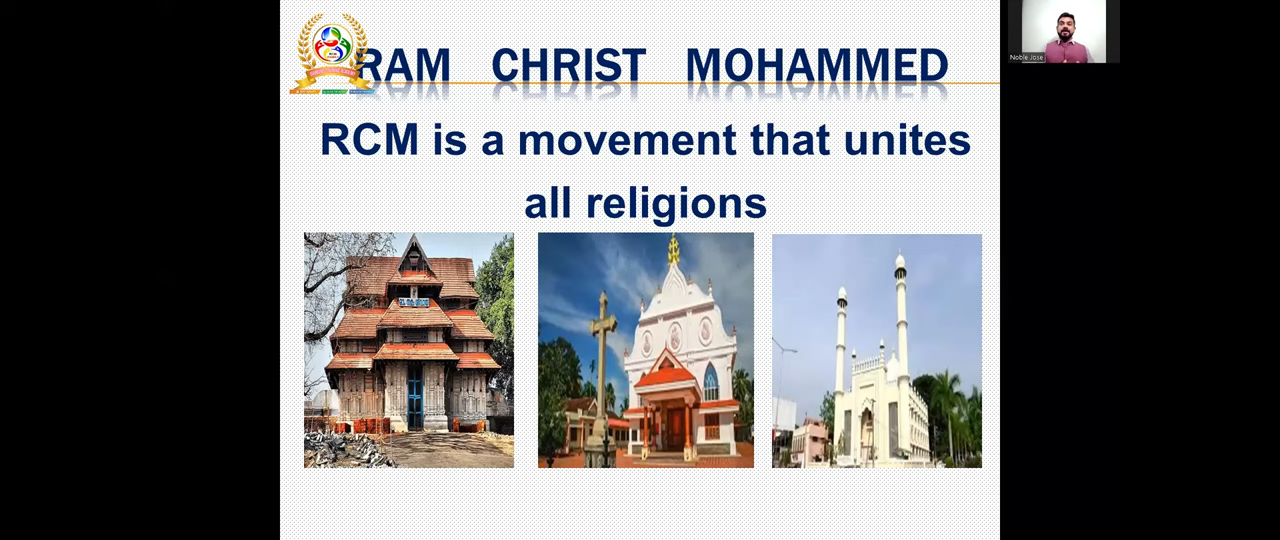 RAM CHRIST MOHAMMED
Noble Jose
RCM is a movement that unites
all religions